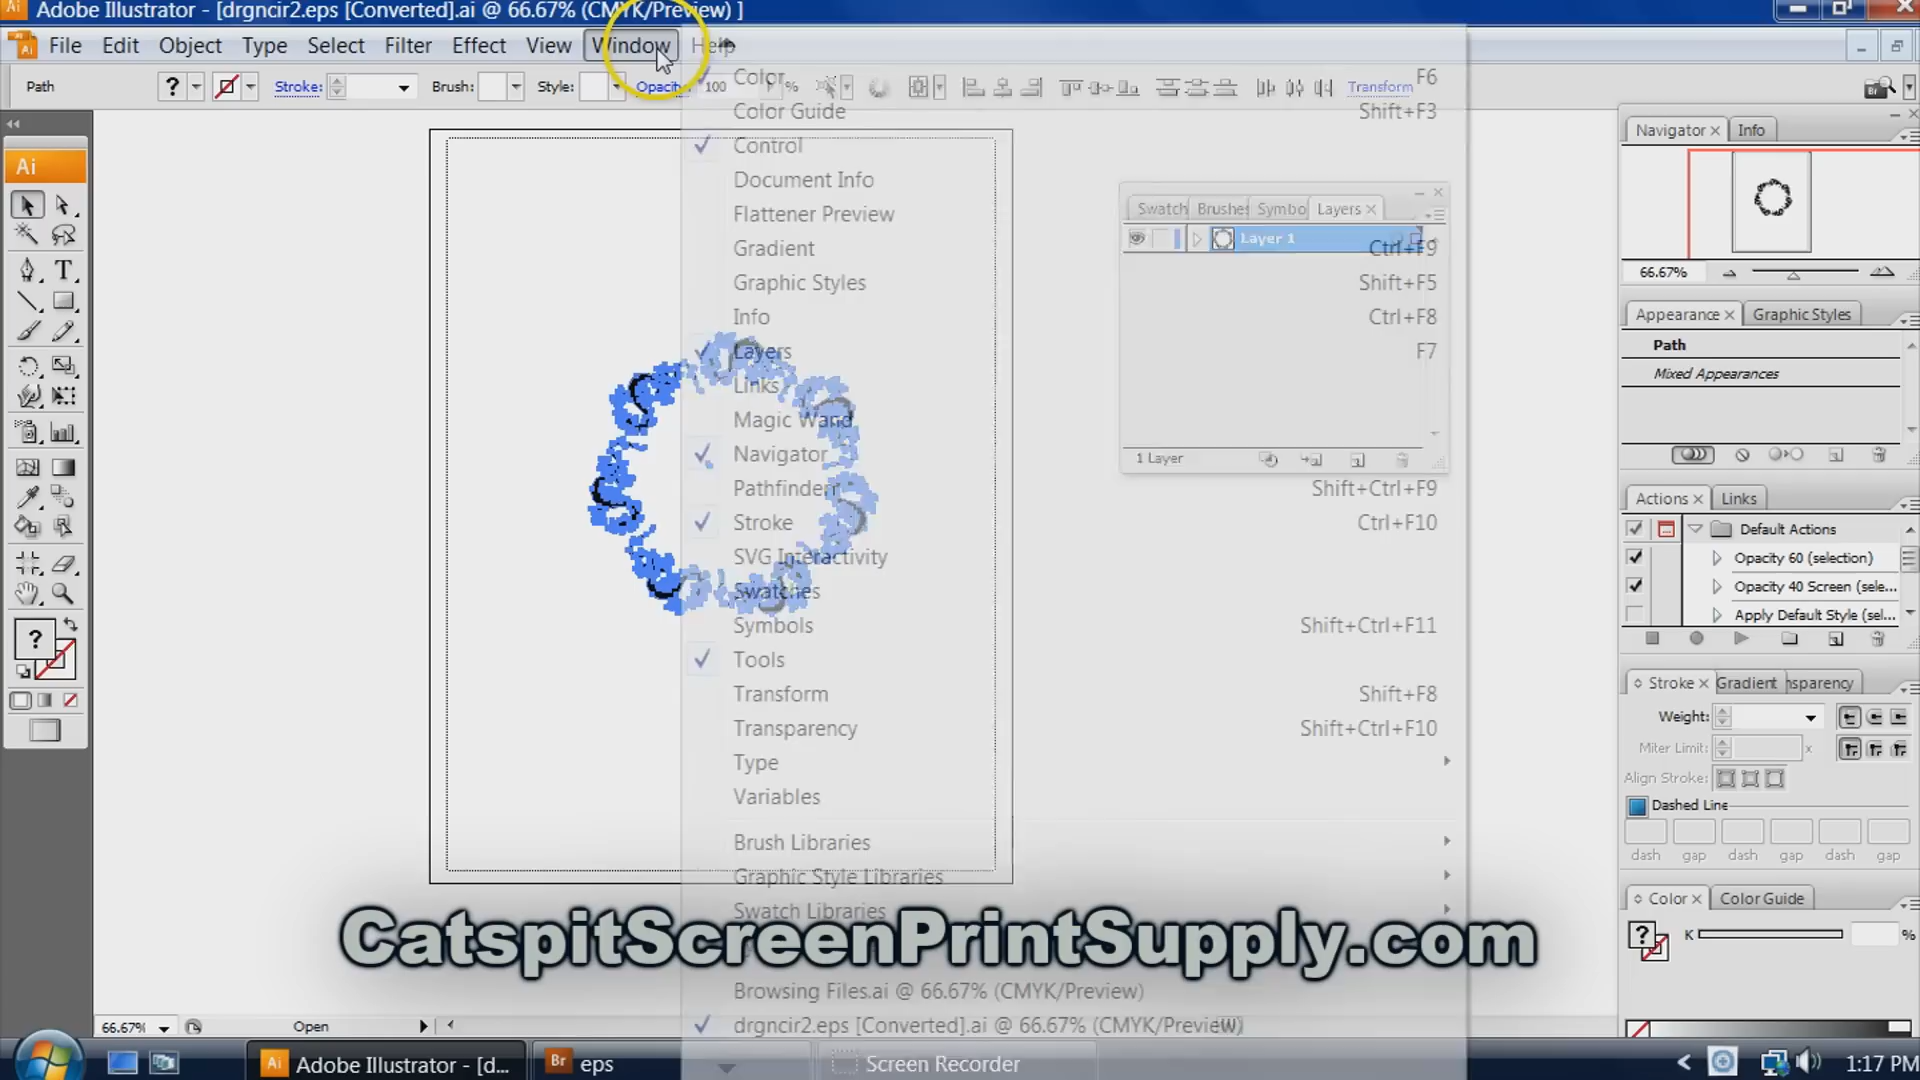 Adobe Illustrator - [drgncir2.eps [Converted].ai @ 66.67% (CMYK/Preview) ]
File Edit Object Type Select Filter Effect View Window Help
Path ? Stroke: Brush: Style: Opacity: 100 % Transform
Color F6
Color Guide Shift+F3
Control
Document Info
Flattener Preview
Gradient Ctrl+F9
Graphic Styles Shift+F5
Info Ctrl+F8
Layers F7
Links
Magic Wand
Navigator
Pathfinder Shift+Ctrl+F9
Stroke Ctrl+F10
SVG Interactivity
Swatches
Symbols Shift+Ctrl+F11
Tools
Transform Shift+F8
Transparency Shift+Ctrl+F10
Type
Variables
Brush Libraries
Graphic Style Libraries
Swatch Libraries
Browsing Files.ai @ 66.67% (CMYK/Preview)
drgncir2.eps [Converted].ai @ 66.67% (CMYK/Preview)
Swatch Brushes Symbo Layers
Layer 1
1 Layer
Navigator Info
66.67%
Appearance Graphic Styles
Path
Mixed Appearances
Actions Links
Default Actions
Opacity 60 (selection)
Opacity 40 Screen (sele...
Apply Default Style (sel...
Stroke Gradient nsparency
Weight:
Miter Limit: x
Align Stroke:
Dashed Line
dash gap dash gap dash gap
Color Color Guide
? K %
Ai
T
?
CatspitScreenPrintSupply.com
66.67% Open
Ai Adobe Illustrator - [d... Br eps Screen Recorder 1:17 PM